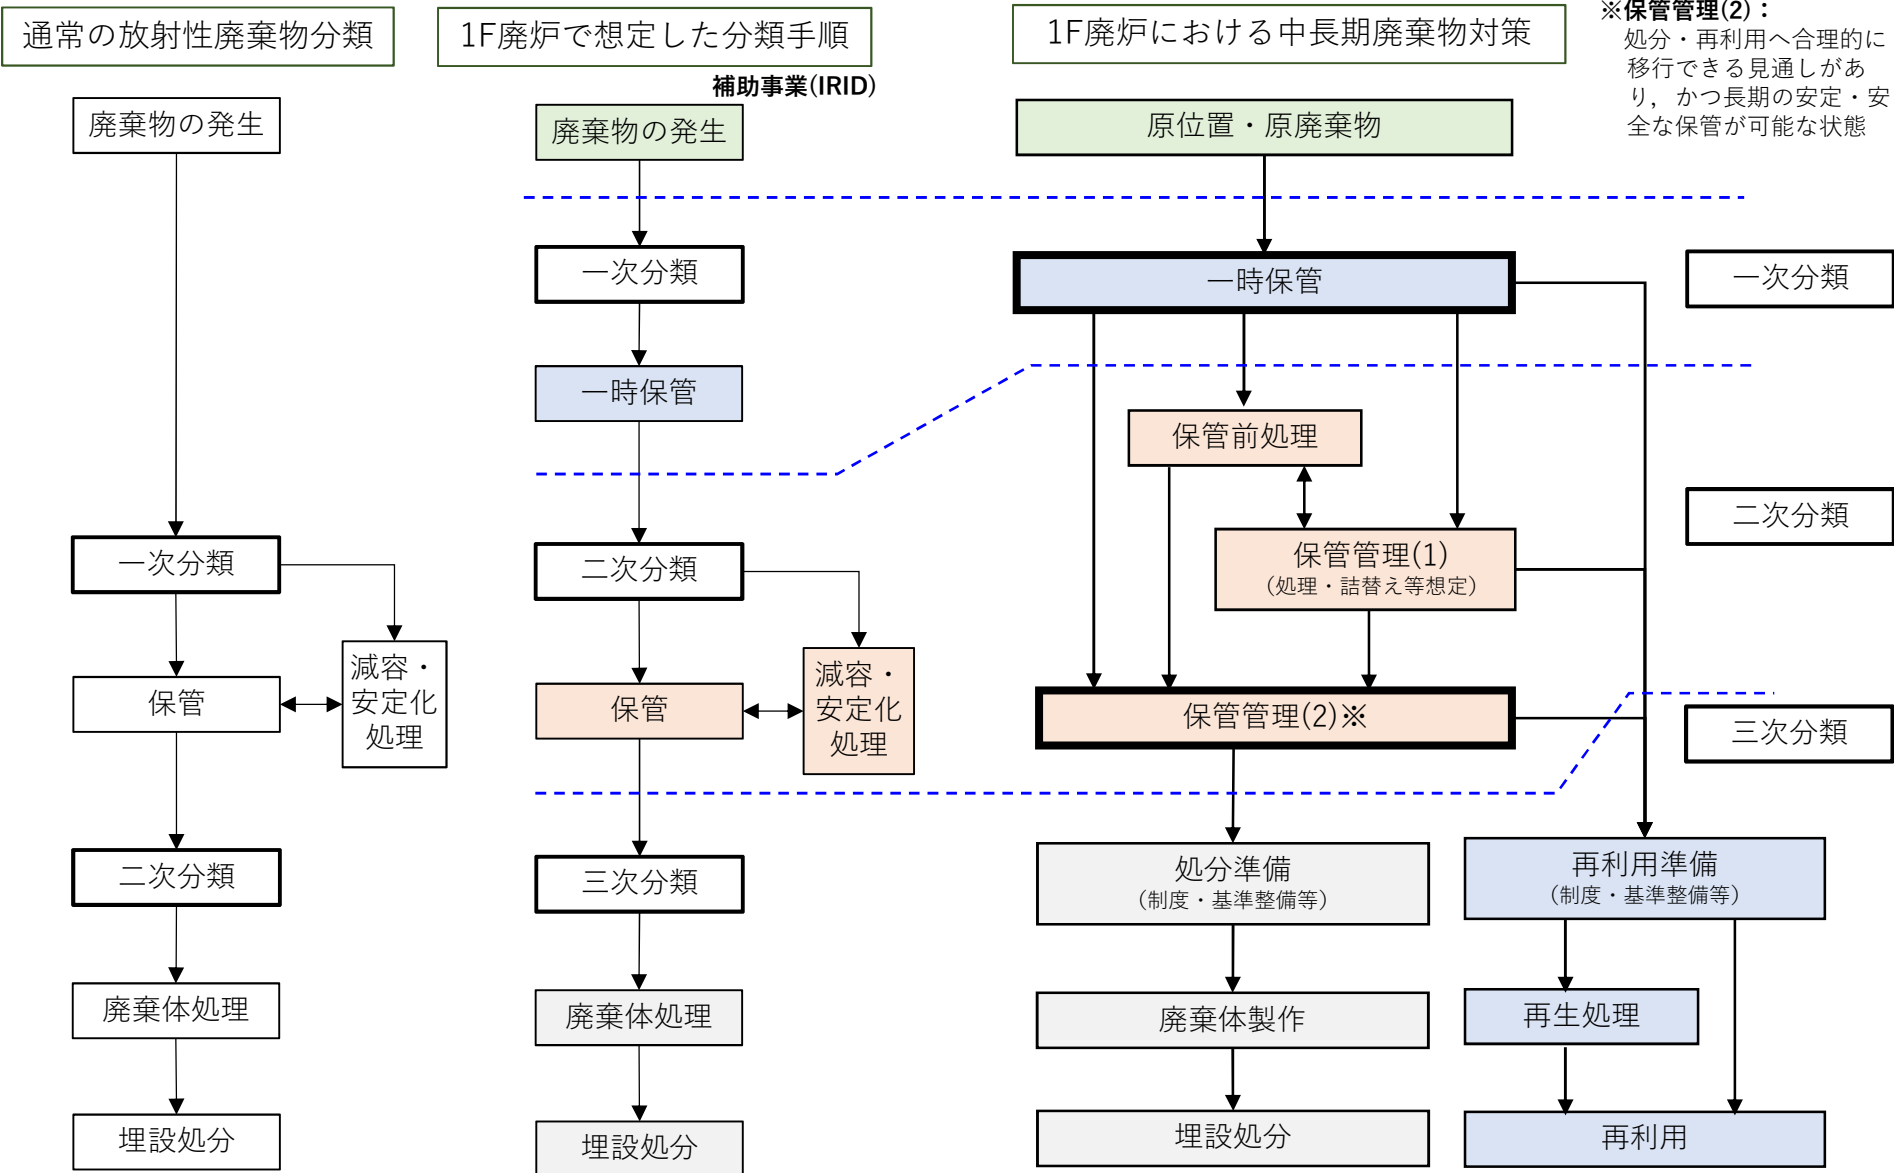 通常の放射性廃棄物分類
廃棄物の発生
一次分類
保管
減容・
安定化
処理
二次分類
廃棄体処理
埋設処分
1F廃炉で想定した分類手順
補助事業(IRID)
廃棄物の発生
一次分類
一時保管
二次分類
保管
減容・
安定化
処理
三次分類
廃棄体処理
埋設処分
1F廃炉における中長期廃棄物対策
原位置・原廃棄物
一時保管
保管前処理
保管管理(1)
（処理・詰替え等想定）
保管管理(2)※
処分準備
（制度・基準整備等）
廃棄体製作
埋設処分
再利用準備
（制度・基準整備等）
再生処理
再利用
※保管管理(2)：
処分・再利用へ合理的に
移行できる見通しがあ
り，かつ長期の安定・安
全な保管が可能な状態
一次分類
二次分類
三次分類